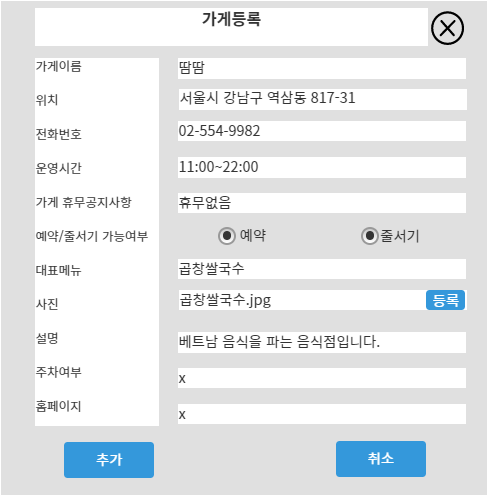 가게등록
가게이름 땀땀
위치 서울시 강남구 역삼동 817-31
전화번호 02-554-9982
운영시간 11:00~22:00
가게 휴무공지사항 휴무없음
예약/줄서기 가능여부 예약 줄서기
대표메뉴 곱창쌀국수
사진 곱창쌀국수.jpg 등록
설명 베트남 음식을 파는 음식점입니다.
주차여부 x
홈페이지 x
추가 취소